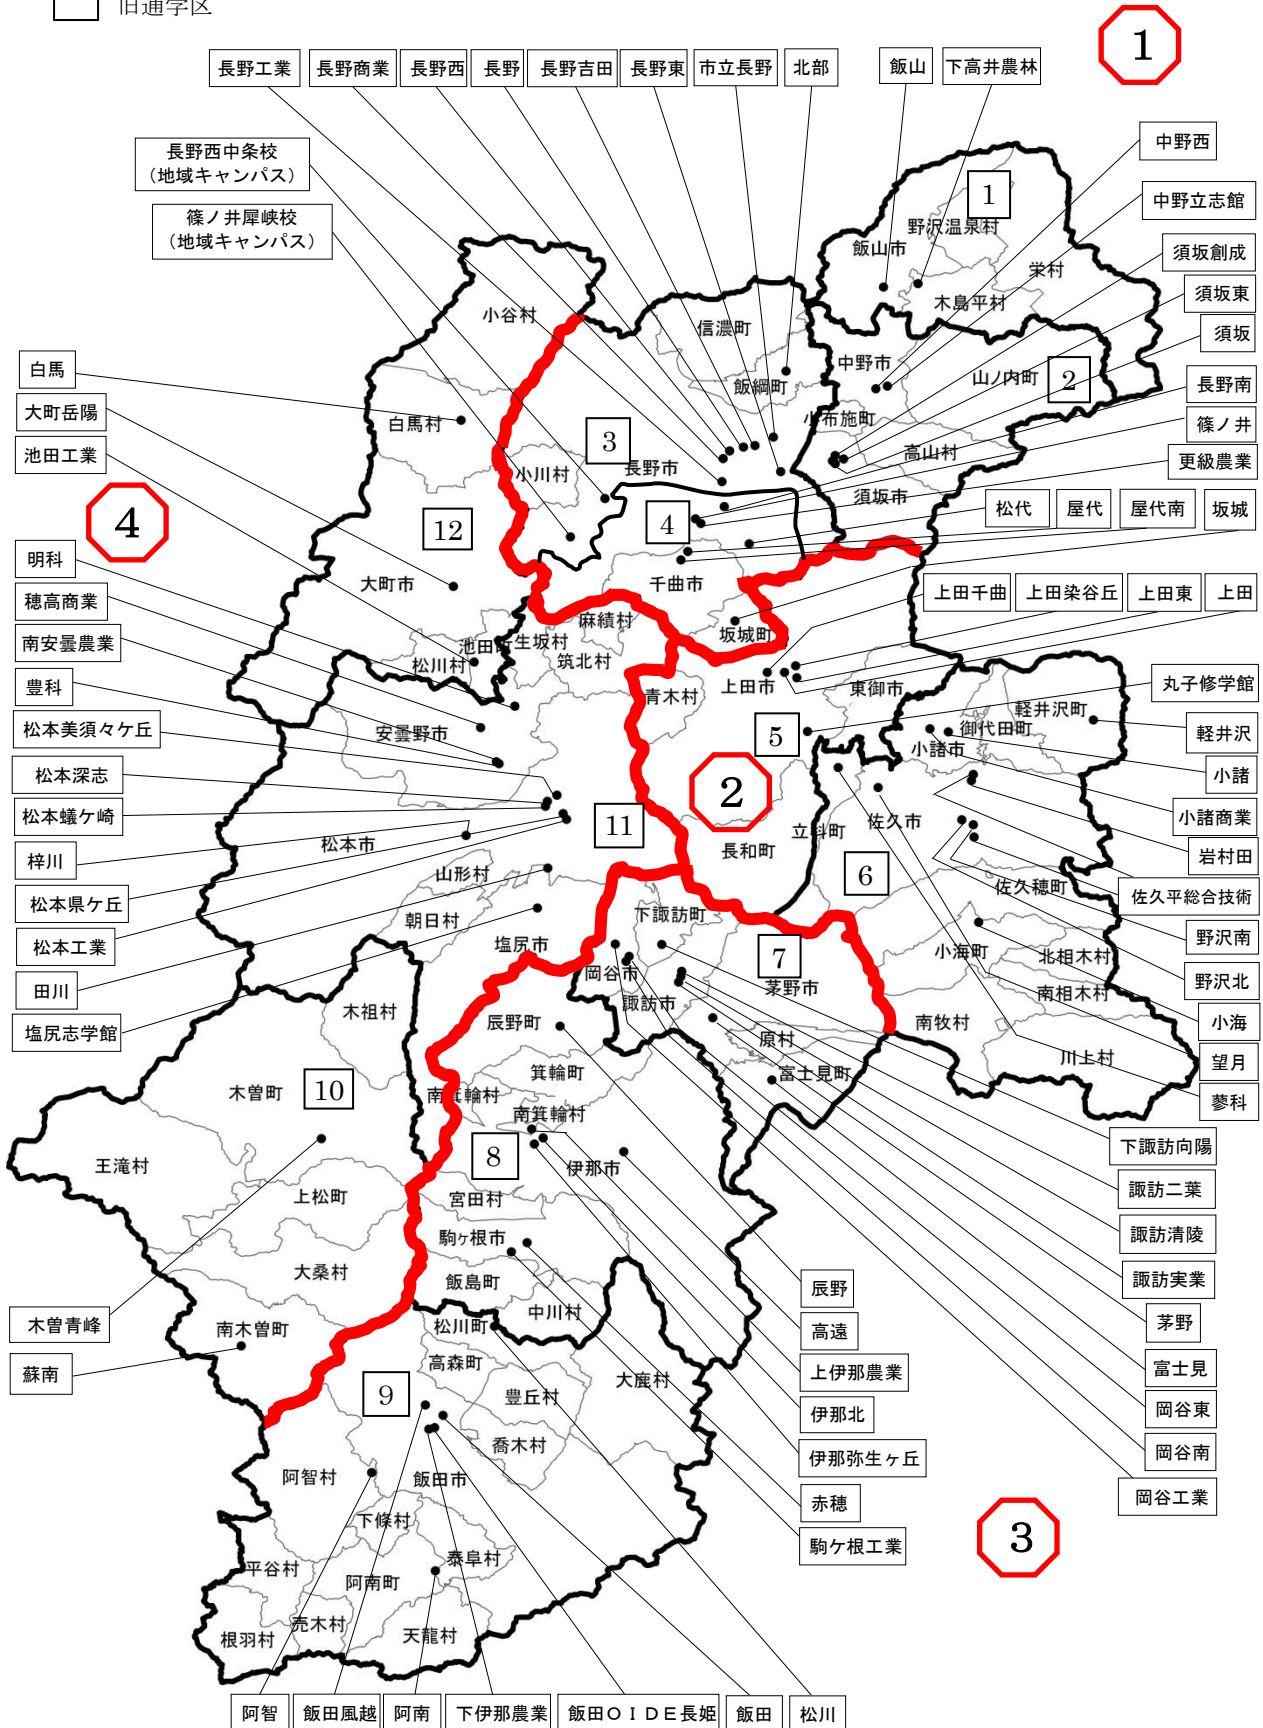 旧通学区
1
長野工業
長野商業
長野西
長野
長野吉田
長野東
市立長野
北部
飯山
下高井農林
長野西中条校
（地域キャンパス）
篠ノ井犀峡校
（地域キャンパス）
中野西
中野立志館
須坂創成
須坂東
須坂
長野南
篠ノ井
更級農業
松代
屋代
屋代南
坂城
上田千曲
上田染谷丘
上田東
上田
丸子修学館
軽井沢
小諸
小諸商業
岩村田
佐久平総合技術
野沢南
野沢北
小海
望月
蓼科
下諏訪向陽
諏訪二葉
諏訪清陵
諏訪実業
茅野
富士見
岡谷東
岡谷南
岡谷工業
辰野
高遠
上伊那農業
伊那北
伊那弥生ヶ丘
赤穂
駒ケ根工業
白馬
大町岳陽
池田工業
4
明科
穂高商業
南安曇農業
豊科
松本美須々ケ丘
松本深志
松本蟻ケ崎
梓川
松本県ケ丘
松本工業
田川
塩尻志学館
木曽青峰
蘇南
阿智
飯田風越
阿南
下伊那農業
飯田ＯＩＤＥ長姫
飯田
松川
1
野沢温泉村
飯山市
栄村
木島平村
小谷村
信濃町
中野市
山ノ内町
2
飯綱町
白馬村
小布施町
3
長野市
高山村
小川村
須坂市
12
4
大町市
千曲市
麻績村
坂城町
池田町
生坂村
松川村
筑北村
青木村
上田市
東御市
軽井沢町
御代田町
小諸市
安曇野市
5
2
11
佐久市
立科町
松本市
長和町
6
山形村
佐久穂町
朝日村
下諏訪町
塩尻市
小海町
北相木村
7
岡谷市
茅野市
諏訪市
南相木村
木祖村
辰野町
南牧村
原村
川上村
箕輪町
富士見町
10
木曽町
南箕輪村
南箕輪村
8
伊那市
王滝村
上松町
宮田村
駒ヶ根市
大桑村
飯島町
中川村
南木曽町
松川町
高森町
大鹿村
9
豊丘村
喬木村
阿智村
飯田市
下條村
3
泰阜村
平谷村
阿南町
売木村
根羽村
天龍村